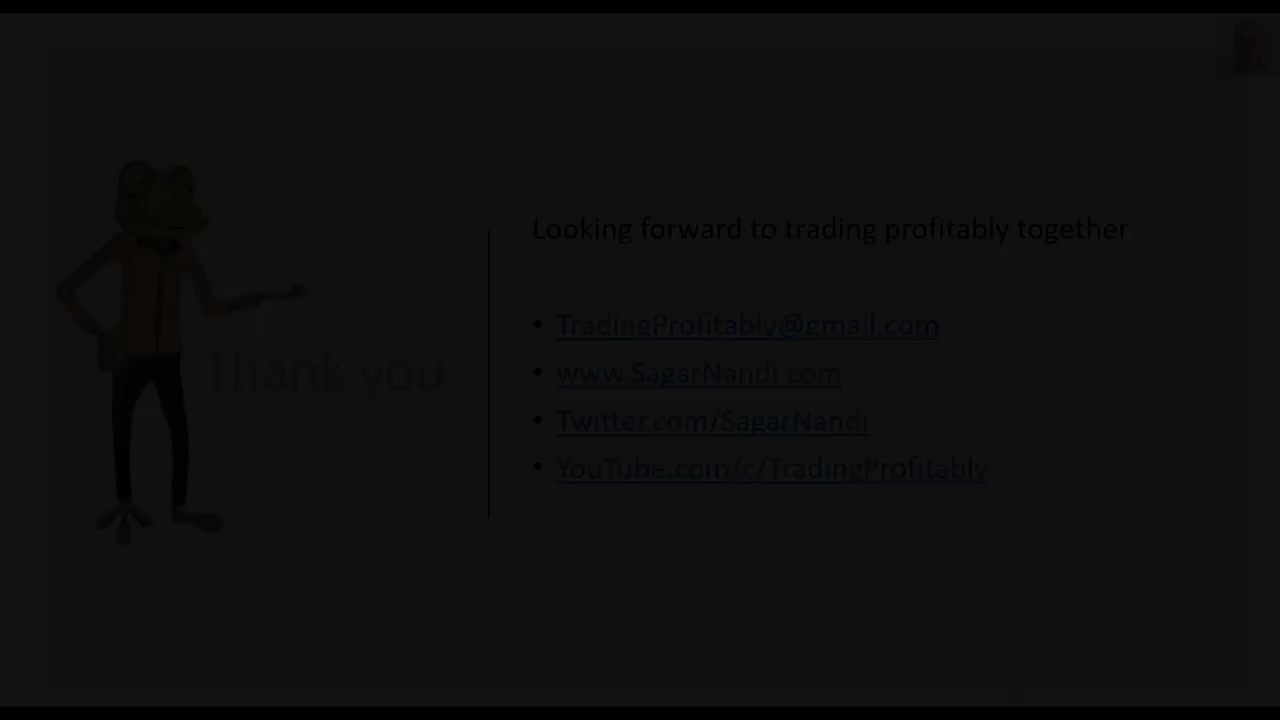 Thank you
Looking forward to trading profitably together
• TradingProfitably@gmail.com
• www.SagarNandi.com
• Twitter.com/SagarNandi
• YouTube.com/c/TradingProfitably